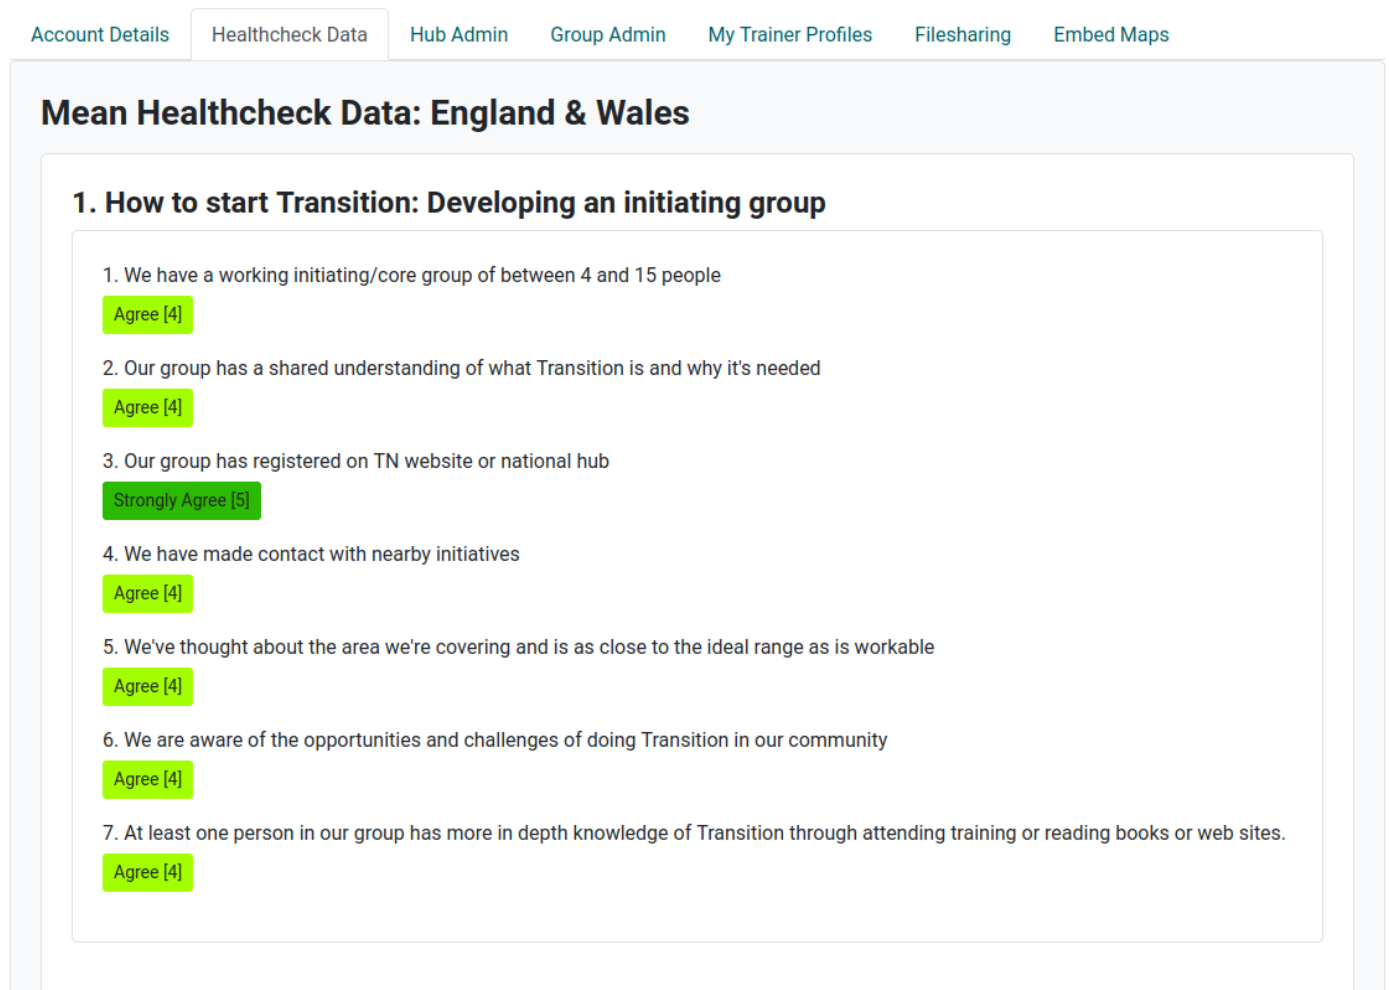 Account Details Healthcheck Data Hub Admin Group Admin My Trainer Profiles Filesharing Embed Maps
Mean Healthcheck Data: England & Wales
1. How to start Transition: Developing an initiating group
1. We have a working initiating/core group of between 4 and 15 people
Agree [4]
2. Our group has a shared understanding of what Transition is and why it's needed
Agree [4]
3. Our group has registered on TN website or national hub
Strongly Agree [5]
4. We have made contact with nearby initiatives
Agree [4]
5. We've thought about the area we're covering and is as close to the ideal range as is workable
Agree [4]
6. We are aware of the opportunities and challenges of doing Transition in our community
Agree [4]
7. At least one person in our group has more in depth knowledge of Transition through attending training or reading books or web sites.
Agree [4]